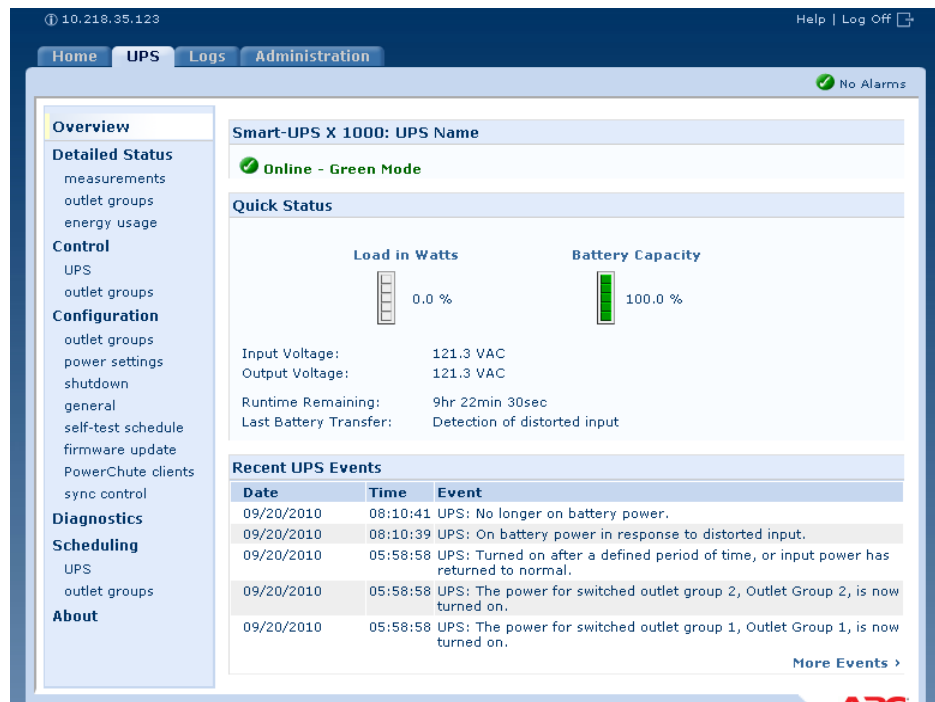 10.218.35.123
Help | Log Off
Home UPS Logs Administration
No Alarms
Overview
Detailed Status
measurements
outlet groups
energy usage
Control
UPS
outlet groups
Configuration
outlet groups
power settings
shutdown
general
self-test schedule
firmware update
PowerChute clients
sync control
Diagnostics
Scheduling
UPS
outlet groups
About
Smart-UPS X 1000: UPS Name
Online - Green Mode
Quick Status
Load in Watts Battery Capacity
0.0 % 100.0 %
Input Voltage: 121.3 VAC
Output Voltage: 121.3 VAC
Runtime Remaining: 9hr 22min 30sec
Last Battery Transfer: Detection of distorted input
Recent UPS Events
Date Time Event
09/20/2010 08:10:41 UPS: No longer on battery power.
09/20/2010 08:10:39 UPS: On battery power in response to distorted input.
09/20/2010 05:58:58 UPS: Turned on after a defined period of time, or input power has
returned to normal.
09/20/2010 05:58:58 UPS: The power for switched outlet group 2, Outlet Group 2, is now
turned on.
09/20/2010 05:58:58 UPS: The power for switched outlet group 1, Outlet Group 1, is now
turned on.
More Events ›